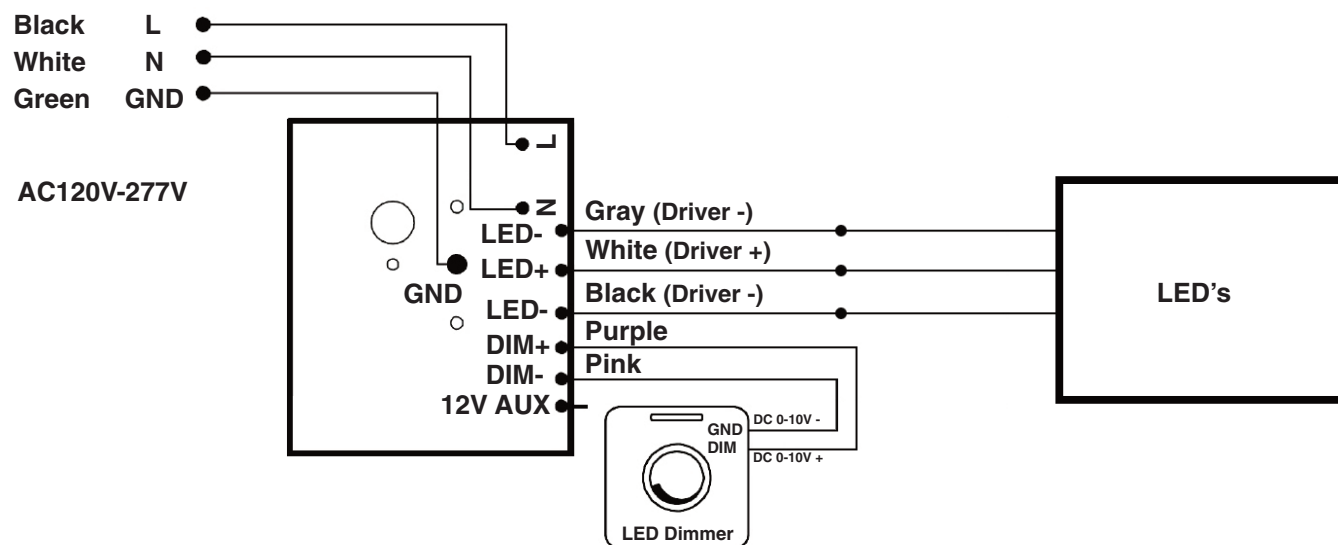 Black L
White N
Green GND
AC120V-277V
L
N
GND
LED-
LED+
LED-
DIM+
DIM-
12V AUX
Gray (Driver -)
White (Driver +)
Black (Driver -)
Purple
Pink
LED's
GND
DIM
DC 0-10V -
DC 0-10V +
LED Dimmer